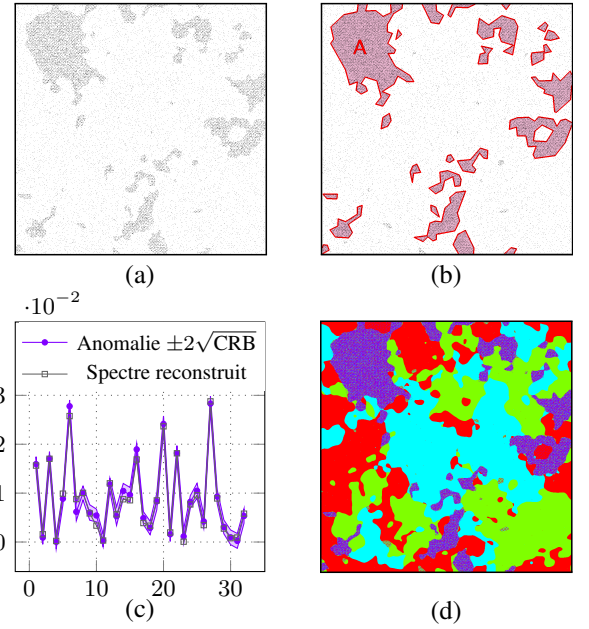 A
(a)
(b)
·10−2
Anomalie ±2√CRB
Spectre reconstruit
3
2
1
0
0 10 20 30
(c)
(d)